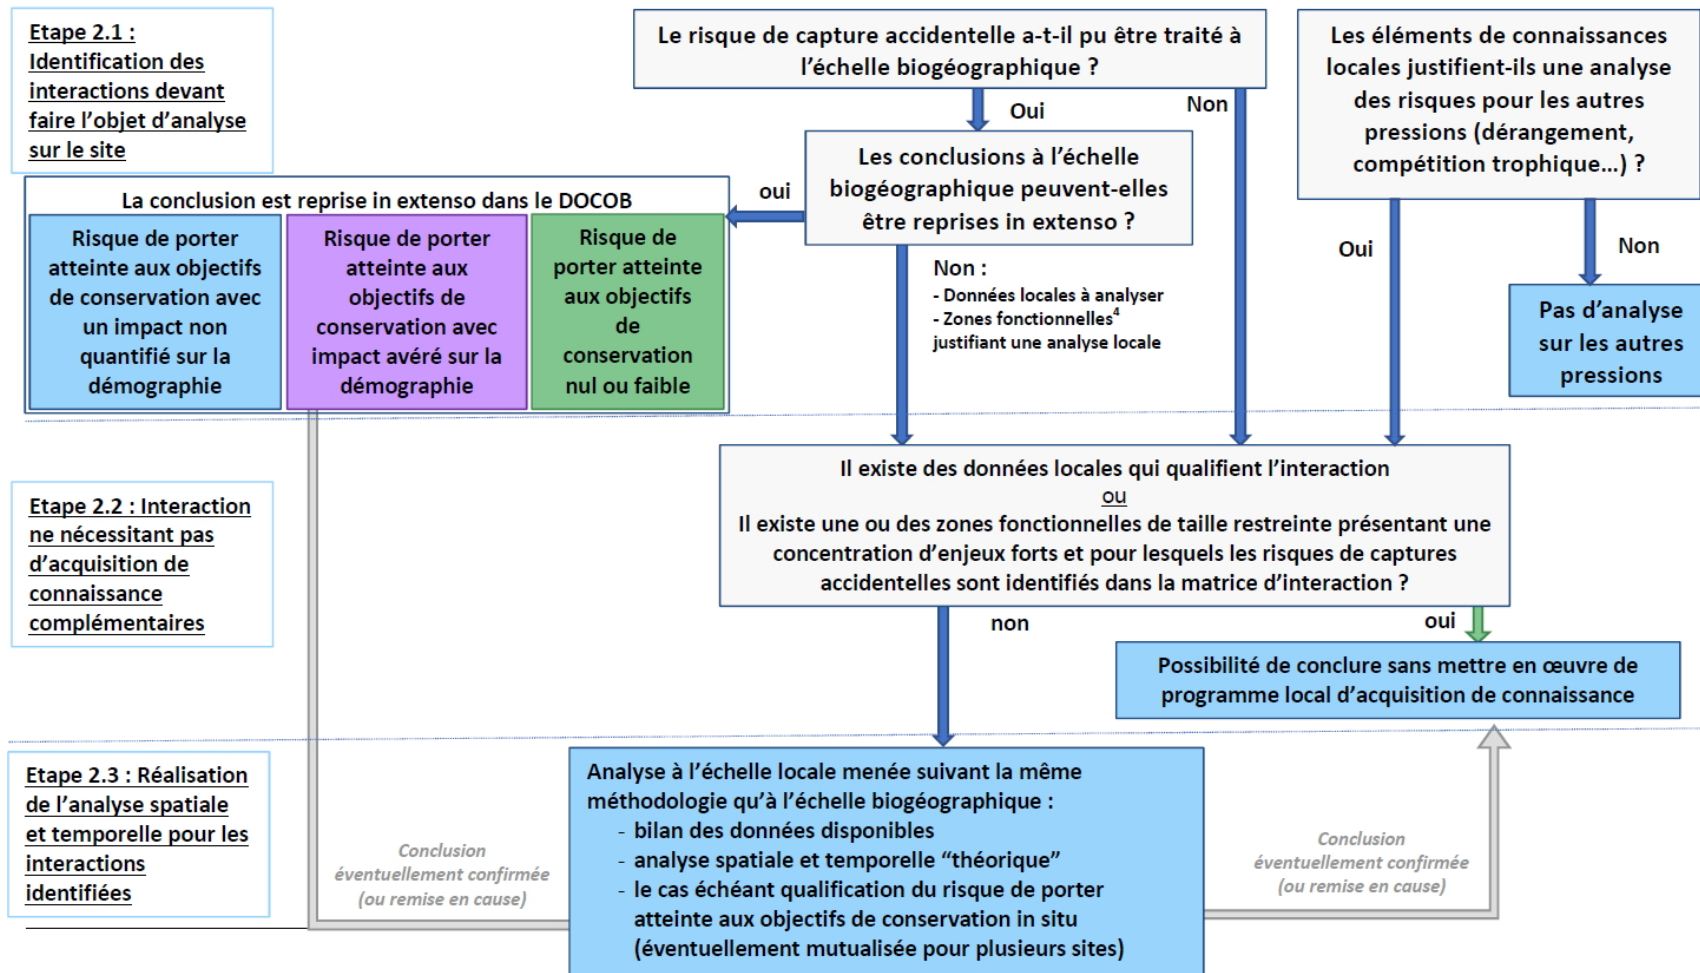 Etape 2.1 :
Identification des
interactions devant
faire l'objet d'analyse
sur le site
Le risque de capture accidentelle a-t-il pu être traité à
l'échelle biogéographique ?
Les éléments de connaissances
locales justifient-ils une analyse
des risques pour les autres
pressions (dérangement,
compétition trophique...) ?
Oui
Non
Les conclusions à l'échelle
biogéographique peuvent-elles
être reprises in extenso ?
oui
La conclusion est reprise in extenso dans le DOCOB
Risque de porter
atteinte aux objectifs
de conservation avec
un impact non
quantifié sur la
démographie
Risque de porter
atteinte aux
objectifs de
conservation avec
impact avéré sur la
démographie
Risque de
porter atteinte
aux objectifs
de
conservation
nul ou faible
Non :
- Données locales à analyser
- Zones fonctionnelles4
justifiant une analyse locale
Oui
Non
Pas d'analyse
sur les autres
pressions
Etape 2.2 : Interaction
ne nécessitant pas
d'acquisition de
connaissance
complémentaires
Il existe des données locales qui qualifient l'interaction
ou
Il existe une ou des zones fonctionnelles de taille restreinte présentant une
concentration d'enjeux forts et pour lesquels les risques de captures
accidentelles sont identifiés dans la matrice d'interaction ?
non
oui
Possibilité de conclure sans mettre en œuvre de
programme local d'acquisition de connaissance
Etape 2.3 : Réalisation
de l'analyse spatiale
et temporelle pour les
interactions
identifiées
Conclusion
éventuellement confirmée
(ou remise en cause)
Analyse à l'échelle locale menée suivant la même
méthodologie qu'à l'échelle biogéographique :
- bilan des données disponibles
- analyse spatiale et temporelle "théorique"
- le cas échéant qualification du risque de porter
atteinte aux objectifs de conservation in situ
(éventuellement mutualisée pour plusieurs sites)
Conclusion
éventuellement confirmée
(ou remise en cause)